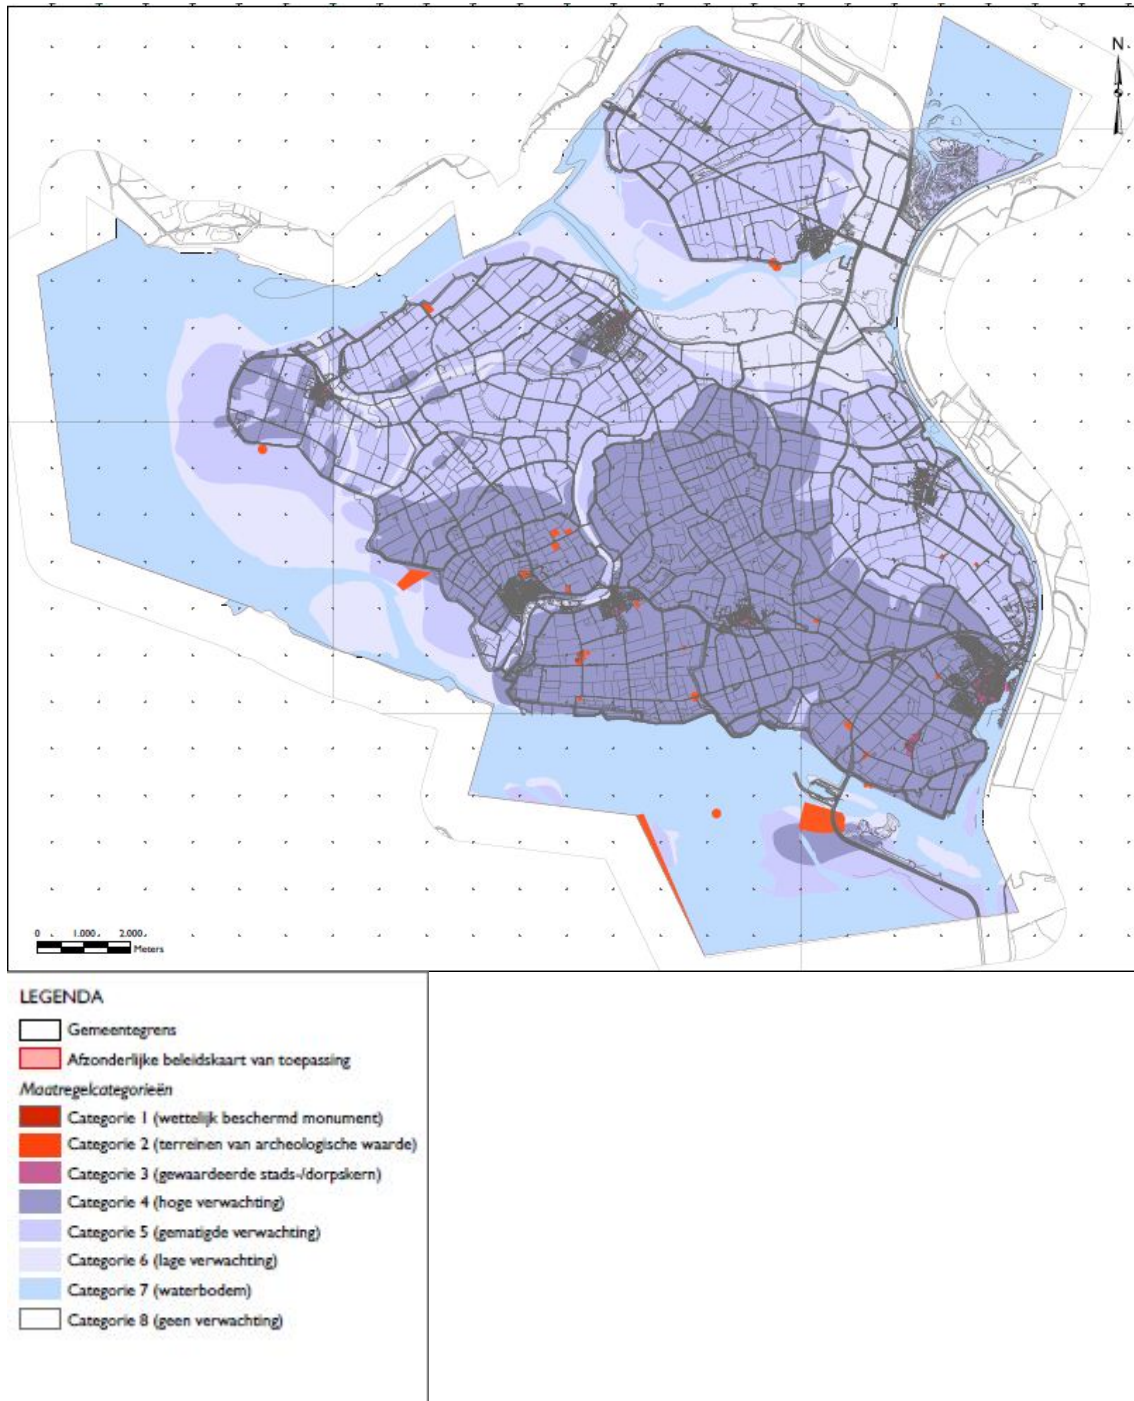 N
0 1.000 2.000
Meters
LEGENDA
Gemeentegrens
Afzonderlijke beleidskaart van toepassing
Maatregelcategorieën
Categorie 1 (wettelijk beschermd monument)
Categorie 2 (terreinen van archeologische waarde)
Categorie 3 (gewaardeerde stads-/dorpskern)
Categorie 4 (hoge verwachting)
Categorie 5 (gematigde verwachting)
Categorie 6 (lage verwachting)
Categorie 7 (waterbodem)
Categorie 8 (geen verwachting)